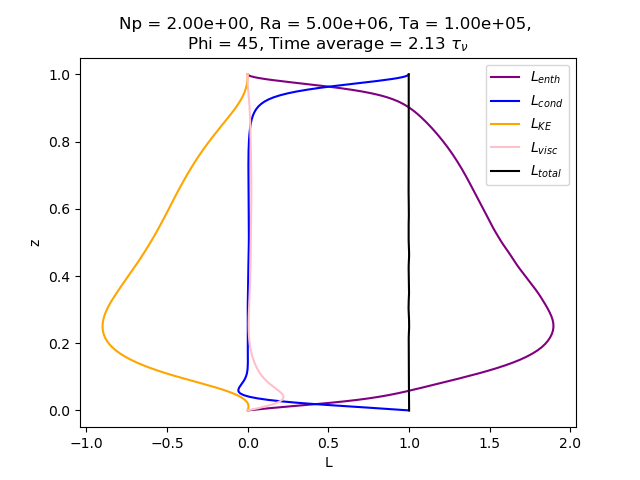 Np = 2.00e+00, Ra = 5.00e+06, Ta = 1.00e+05,
Phi = 45, Time average = 2.13 τν
L_enth
L_cond
L_KE
L_visc
L_total
1.0
0.8
0.6
0.4
0.2
0.0
z
−1.0 −0.5 0.0 0.5 1.0 1.5 2.0
L